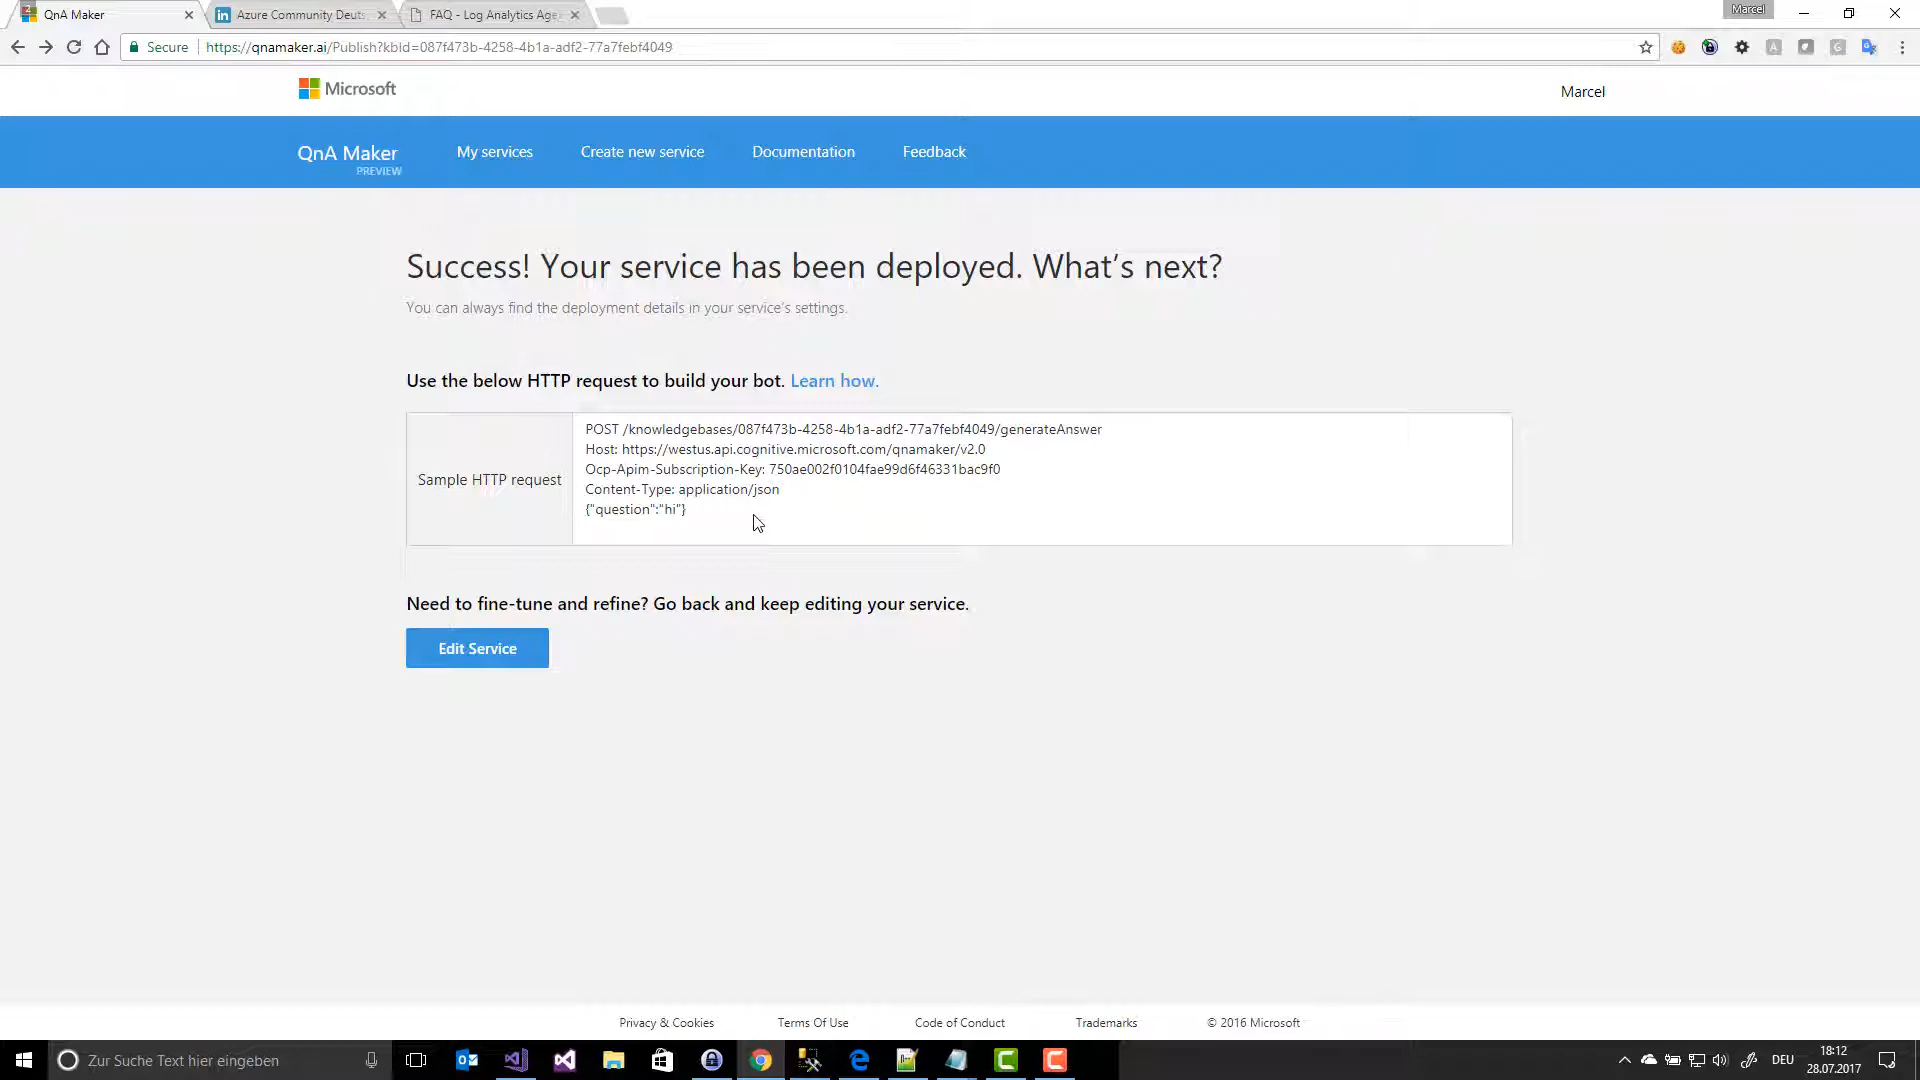 QnA Maker
Azure Community Deuts
FAQ - Log Analytics Age
Marcel
Secure
https://qnamaker.ai/Publish?kbId=087f473b-4258-4b1a-adf2-77a7febf4049
Microsoft
Marcel
QnA Maker
PREVIEW
My services
Create new service
Documentation
Feedback
Success! Your service has been deployed. What's next?
You can always find the deployment details in your service's settings.
Use the below HTTP request to build your bot. Learn how.
Sample HTTP request
POST /knowledgebases/087f473b-4258-4b1a-adf2-77a7febf4049/generateAnswer
Host: https://westus.api.cognitive.microsoft.com/qnamaker/v2.0
Ocp-Apim-Subscription-Key: 750ae002f0104fae99d6f46331bac9f0
Content-Type: application/json
{"question":"hi"}
Need to fine-tune and refine? Go back and keep editing your service.
Edit Service
Privacy & Cookies
Terms Of Use
Code of Conduct
Trademarks
© 2016 Microsoft
Zur Suche Text hier eingeben
DEU
18:12
28.07.2017